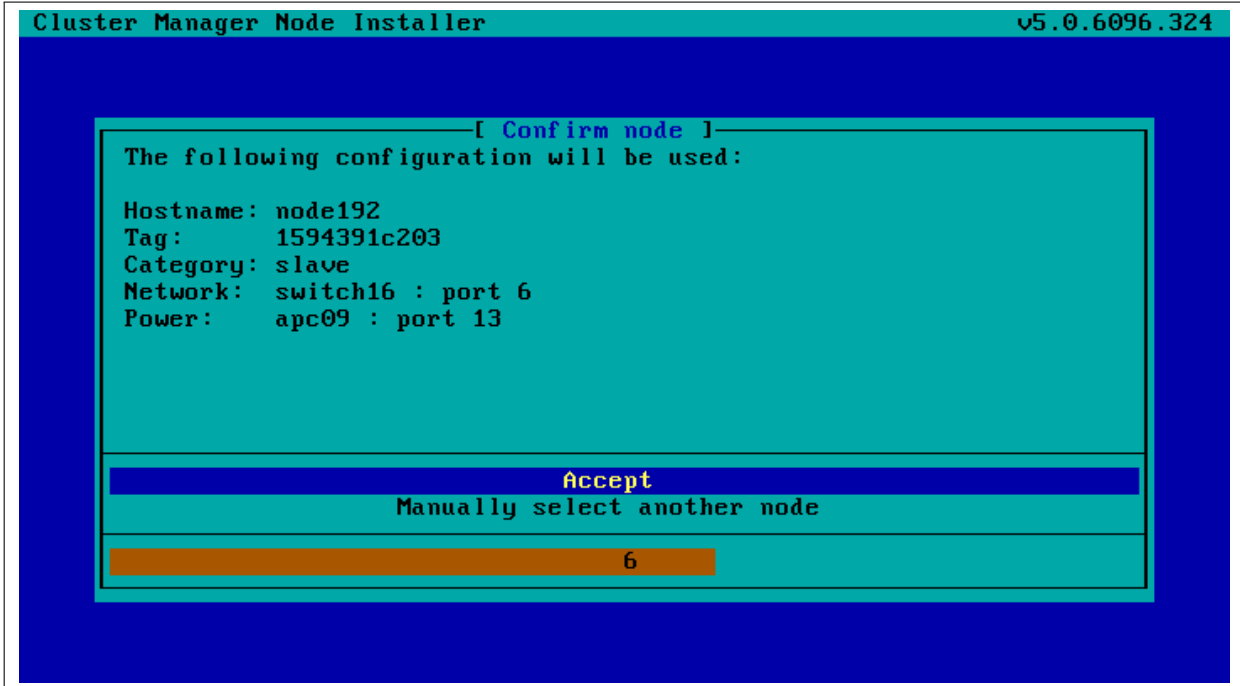 Cluster Manager Node Installer v5.0.6096.324
[ Confirm node ]
The following configuration will be used:
Hostname: node192
Tag: 1594391c203
Category: slave
Network: switch16 : port 6
Power: apc09 : port 13
Accept
Manually select another node
6